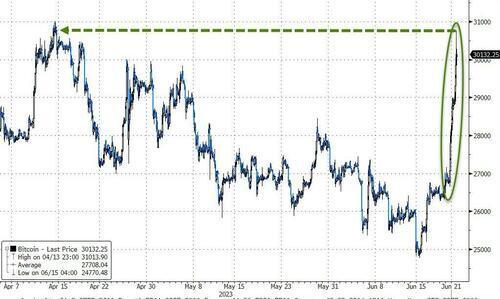 31000
30132.25
30000
29000
28000
27000
26000
25000
Bitcoin - Last Price 30132.25
High on 04/13 23:00 31013.90
Average 27708.04
Low on 06/15 04:00 24770.48
Apr 7 Apr 15 Apr 22 Apr 30 May 8 May 15 May 23 May 31 Jun 8 Jun 15 Jun 21
2023